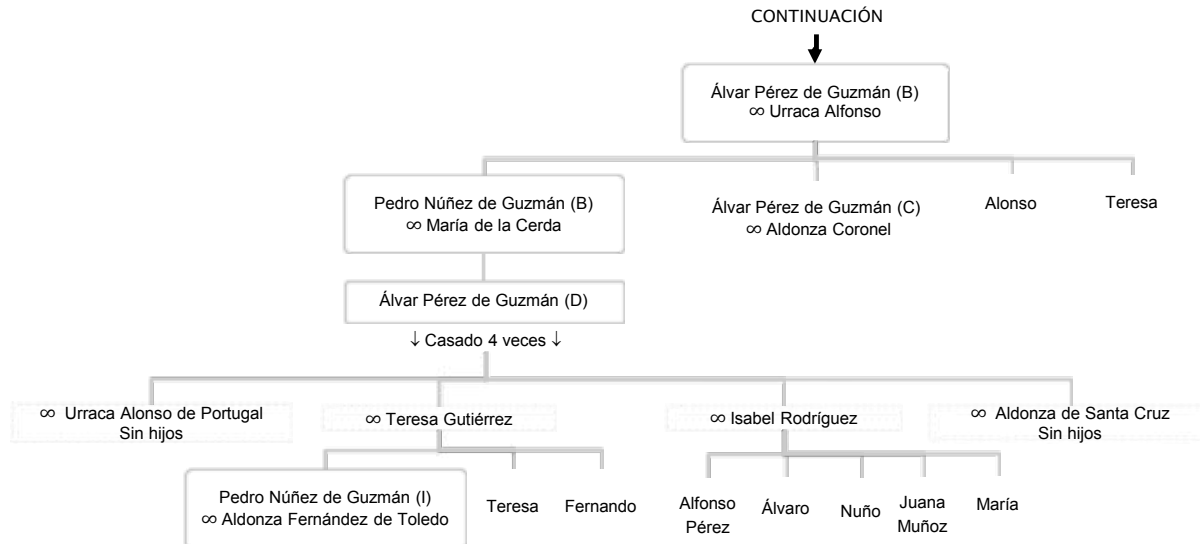 CONTINUACIÓN
Álvar Pérez de Guzmán (B)
∞ Urraca Alfonso
Pedro Núñez de Guzmán (B)
∞ María de la Cerda
Álvar Pérez de Guzmán (C)
∞ Aldonza Coronel
Alonso
Teresa
Álvar Pérez de Guzmán (D)
↓ Casado 4 veces ↓
∞ Urraca Alonso de Portugal
Sin hijos
∞ Teresa Gutiérrez
∞ Isabel Rodríguez
∞ Aldonza de Santa Cruz
Sin hijos
Pedro Núñez de Guzmán (I)
∞ Aldonza Fernández de Toledo
Teresa
Fernando
Alfonso
Pérez
Álvaro
Nuño
Juana
Muñoz
María